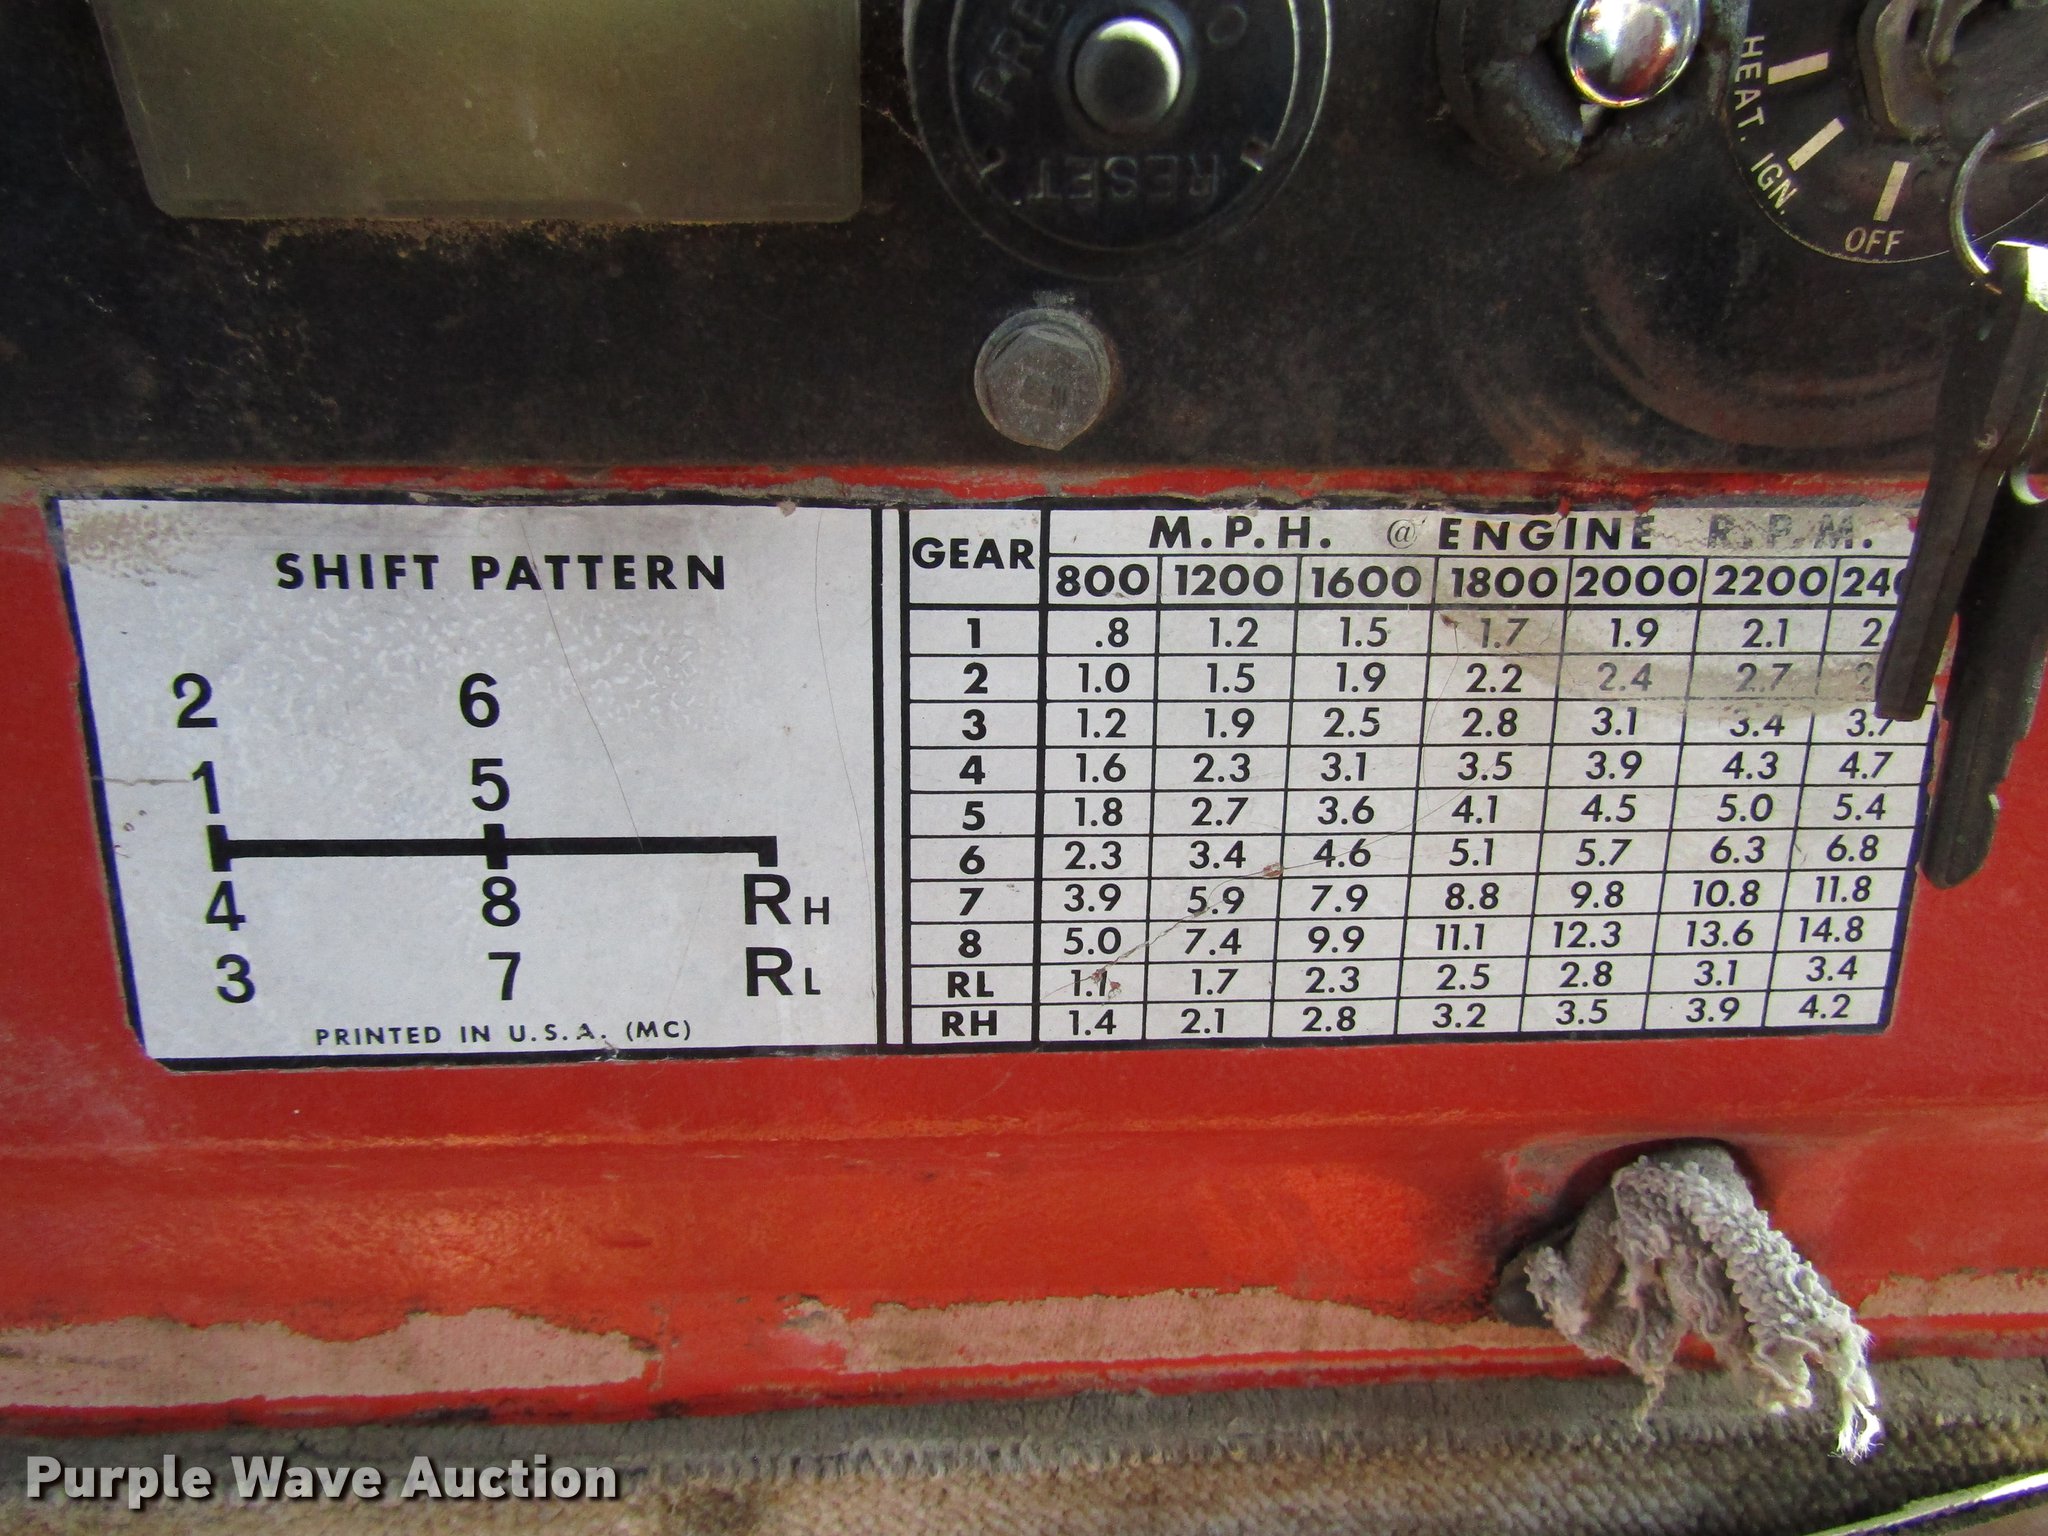 PRE O
RESET
HEAT. IGN. OFF
SHIFT PATTERN
2 6
1 5
4 8 RH
3 7 RL
PRINTED IN U.S.A. (MC)
GEAR M.P.H. @ ENGINE R.P.M.
800 1200 1600 1800 2000 2200 240
1 .8 1.2 1.5 1.7 1.9 2.1 2.
2 1.0 1.5 1.9 2.2 2.4 2.7 2
3 1.2 1.9 2.5 2.8 3.1 3.4 3.7
4 1.6 2.3 3.1 3.5 3.9 4.3 4.7
5 1.8 2.7 3.6 4.1 4.5 5.0 5.4
6 2.3 3.4 4.6 5.1 5.7 6.3 6.8
7 3.9 5.9 7.9 8.8 9.8 10.8 11.8
8 5.0 7.4 9.9 11.1 12.3 13.6 14.8
RL 1.1 1.7 2.3 2.5 2.8 3.1 3.4
RH 1.4 2.1 2.8 3.2 3.5 3.9 4.2
Purple Wave Auction